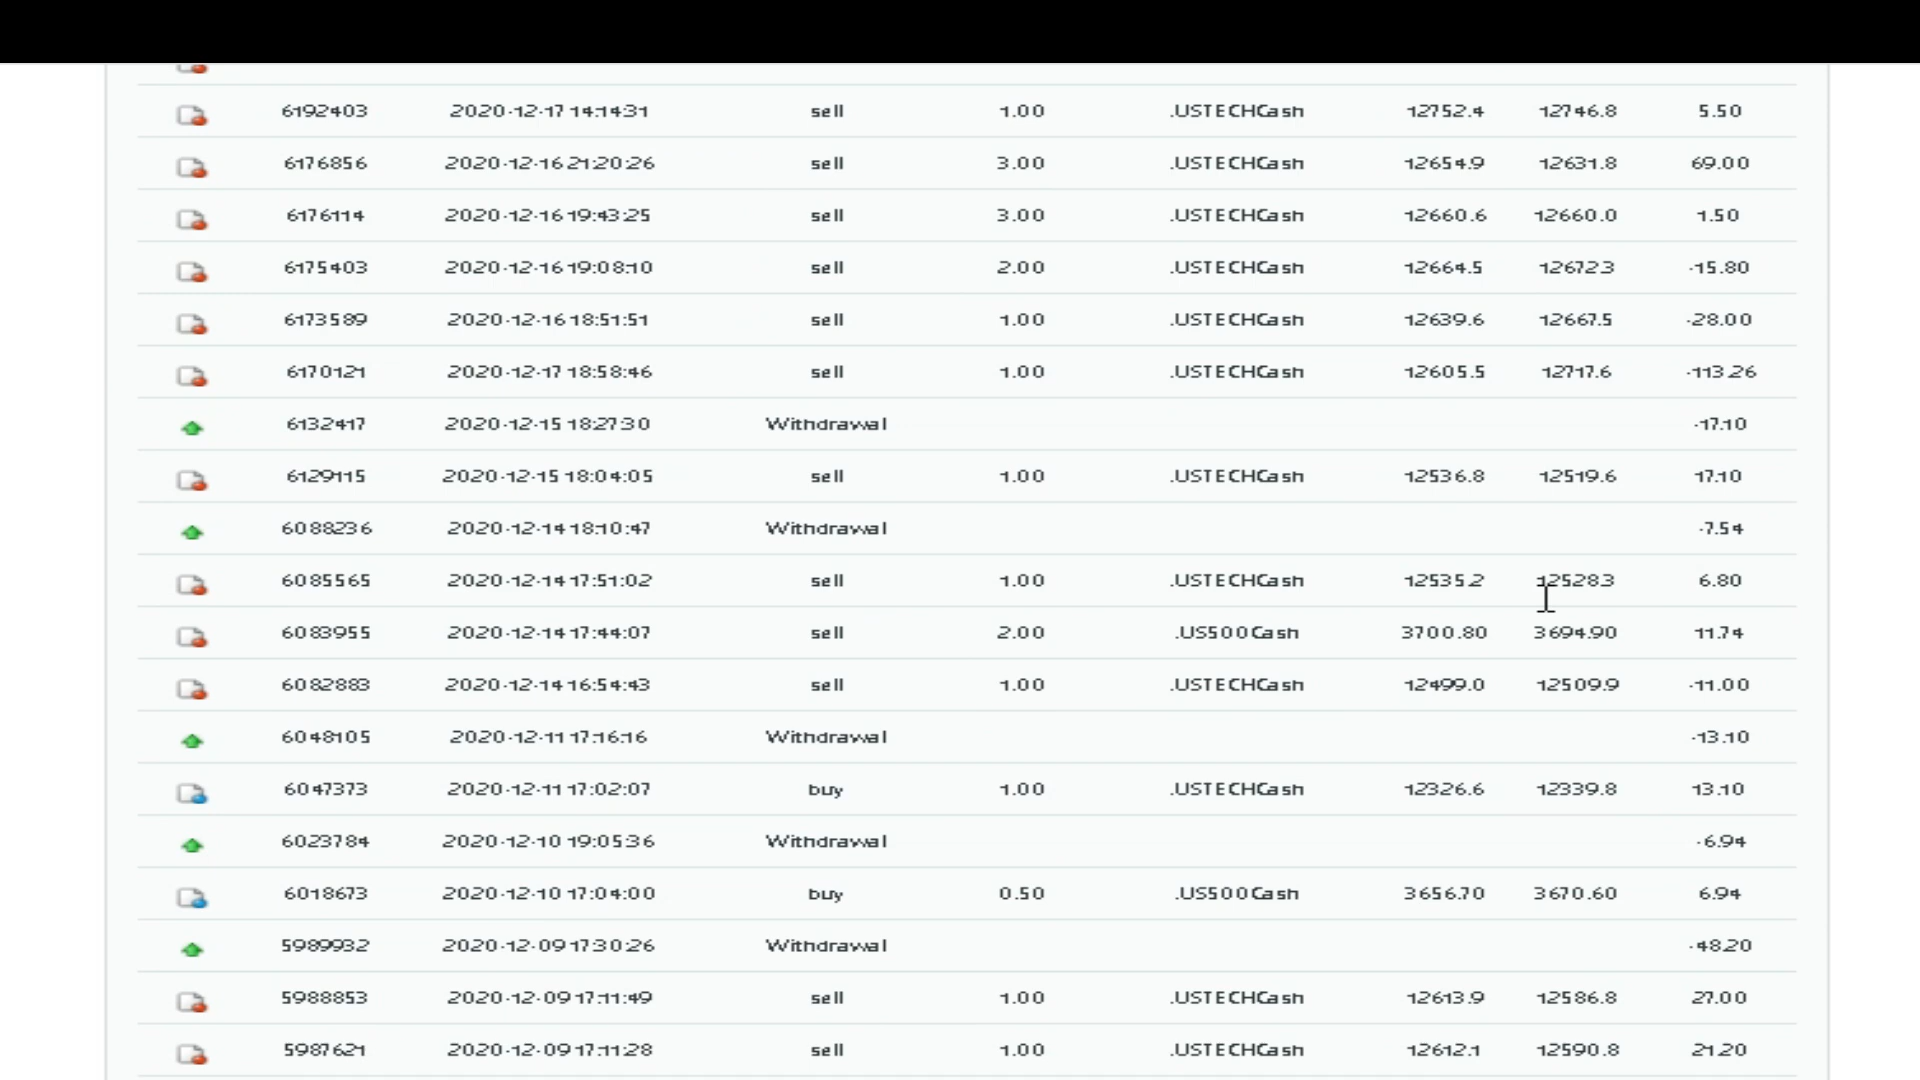 6192403 2020-12-17 14:14:31 sell 1.00 .USTECHCash 12752.4 12746.8 5.50
6176856 2020-12-16 21:20:26 sell 3.00 .USTECHCash 12654.9 12631.8 69.00
6176114 2020-12-16 19:43:25 sell 3.00 .USTECHCash 12660.6 12660.0 1.50
6175403 2020-12-16 19:08:10 sell 2.00 .USTECHCash 12664.5 12672.3 -15.80
6173589 2020-12-16 18:51:51 sell 1.00 .USTECHCash 12639.6 12667.5 -28.00
6170121 2020-12-17 18:58:46 sell 1.00 .USTECHCash 12605.5 12717.6 -113.26
6132417 2020-12-15 18:27:30 Withdrawal -17.10
6129115 2020-12-15 18:04:05 sell 1.00 .USTECHCash 12536.8 12519.6 17.10
6088236 2020-12-14 18:10:47 Withdrawal -7.54
6085565 2020-12-14 17:51:02 sell 1.00 .USTECHCash 12535.2 12528.3 6.80
6083955 2020-12-14 17:44:07 sell 2.00 .US500Cash 3700.80 3694.90 11.74
6082883 2020-12-14 16:54:43 sell 1.00 .USTECHCash 12499.0 12509.9 -11.00
6048105 2020-12-11 17:16:16 Withdrawal -13.10
6047373 2020-12-11 17:02:07 buy 1.00 .USTECHCash 12326.6 12339.8 13.10
6023784 2020-12-10 19:05:36 Withdrawal -6.94
6018673 2020-12-10 17:04:00 buy 0.50 .US500Cash 3656.70 3670.60 6.94
5989932 2020-12-09 17:30:26 Withdrawal -48.20
5988853 2020-12-09 17:11:49 sell 1.00 .USTECHCash 12613.9 12586.8 27.00
5987621 2020-12-09 17:11:28 sell 1.00 .USTECHCash 12612.1 12590.8 21.20